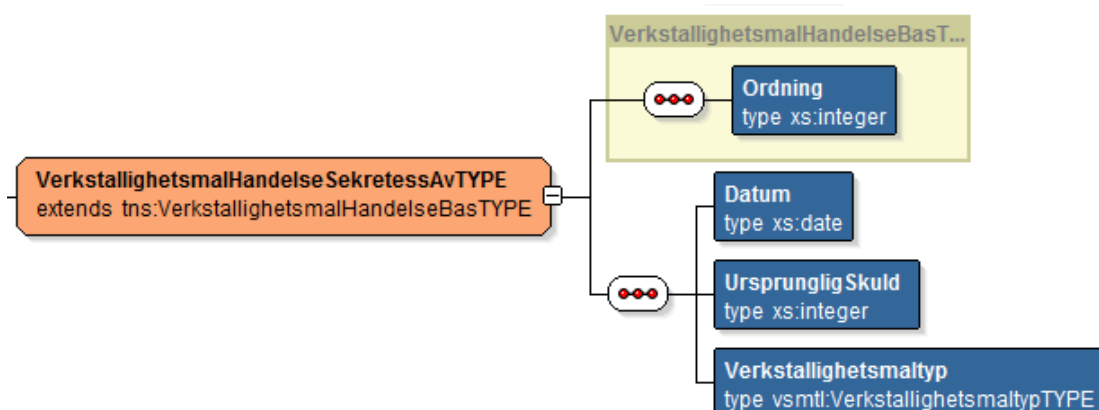 VerkstallighetsmalHandelseBasT...
Ordning
type xs:integer
VerkstallighetsmalHandelseSekretessAvTYPE
extends tns:VerkstallighetsmalHandelseBasTYPE
Datum
type xs:date
UrsprungligSkuld
type xs:integer
Verkstallighetsmaltyp
type vsmtl:VerkstallighetsmaltypTYPE